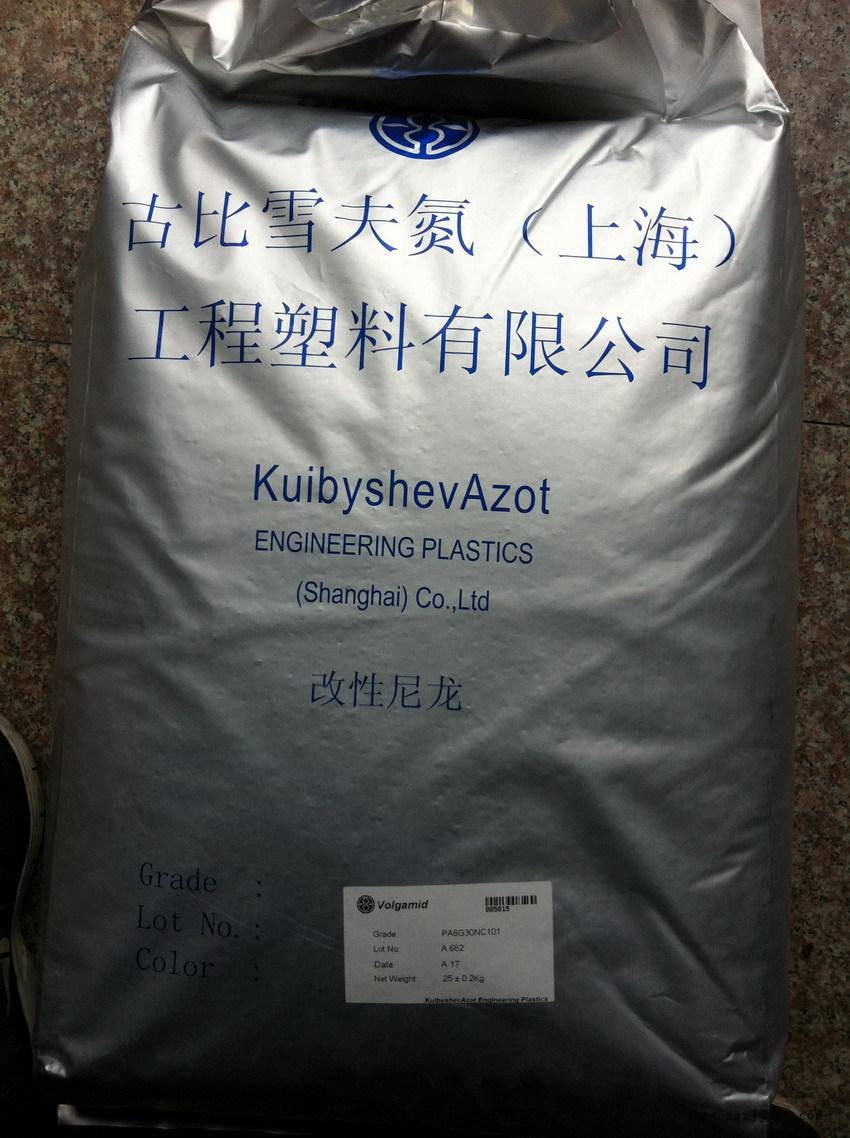 古比雪夫氮（上海）
工程塑料有限公司
KuibyshevAzot
ENGINEERING PLASTICS
(Shanghai) Co.,Ltd
改性尼龙
Grade :
Lot No. :
Color :
Volgamid
005015
Grade PA6G30NC101
Lot No: A 682
Date A 17
Net Weight: 25 ± 0.2Kg
KuibyshevAzot Engineering Plastics